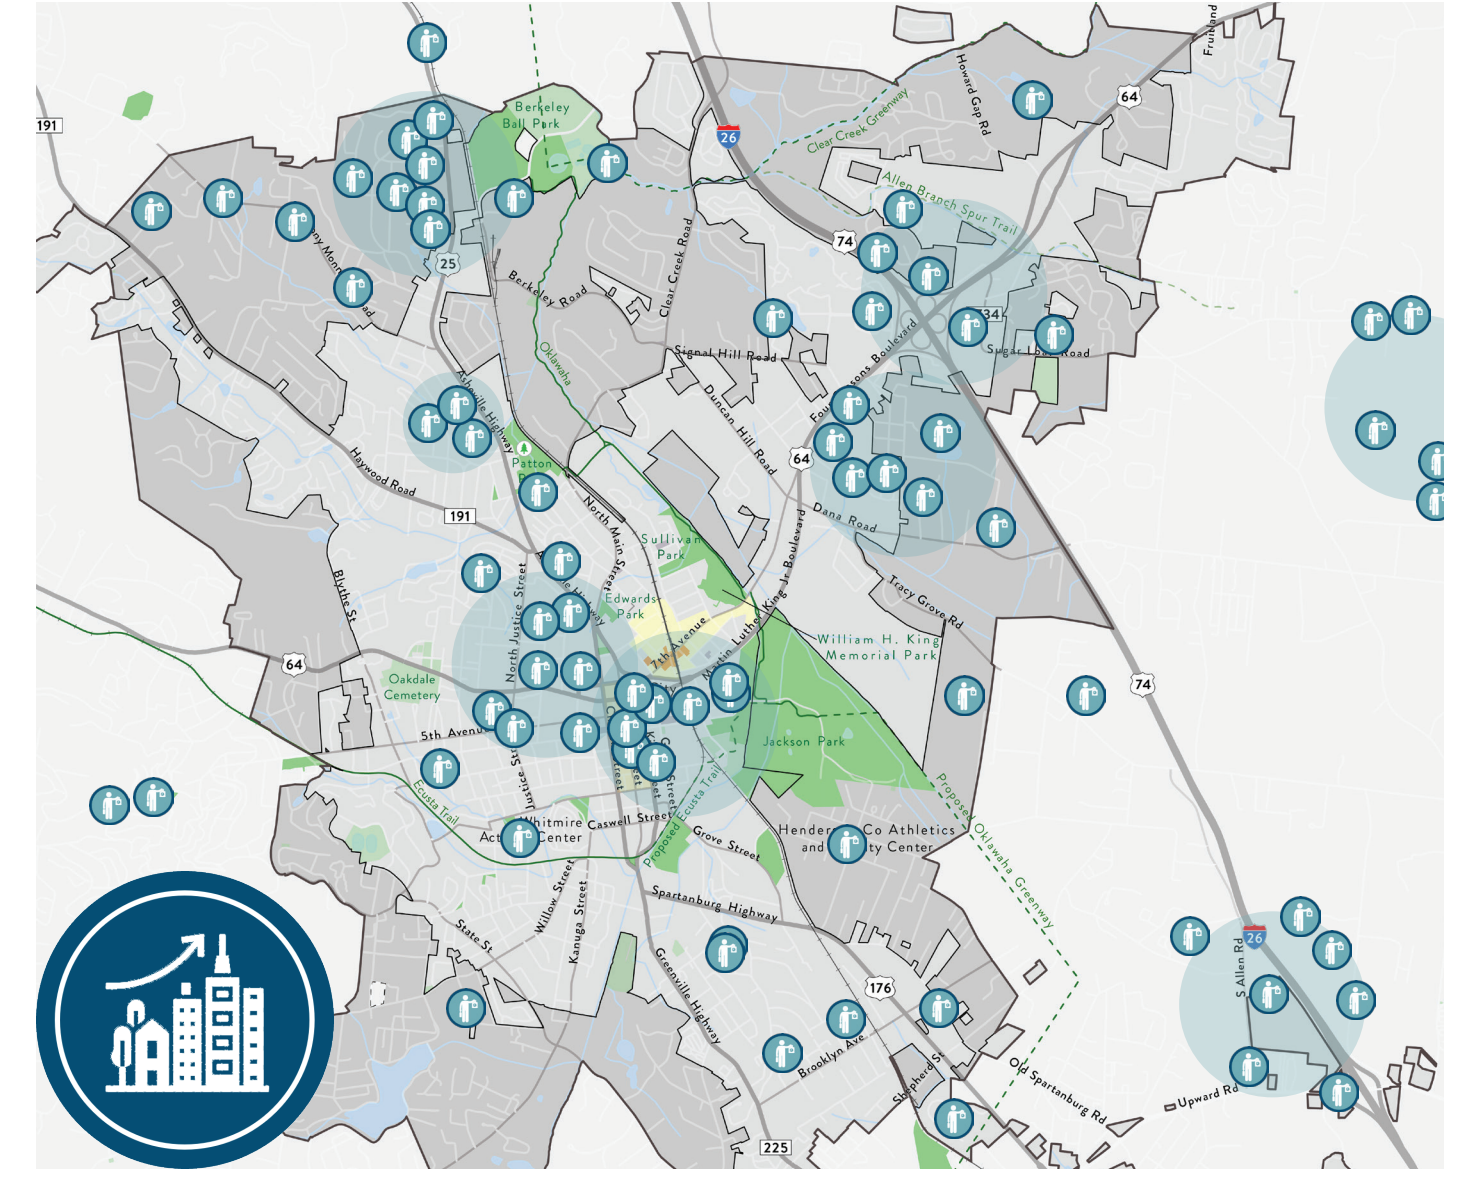 Fruitland
Howard Gap Rd
64
Berkeley
Ball Park
191
26
Clear Creek Greenway
Allen Branch Spur Trail
74
25
Clear Creek Road
Berkeley Road
Sugar Loaf Road
Signal Hill Road
Oklawaha
Asheville Highway
Duncan Hill Road
Patton
64
Haywood Road
191
Dana Road
North Main Street
Sullivan
Park
Blythe St
North Justice Street
Edwards
Park
Martin Luther King Jr Boulevard
Tracy Grove Rd
7th Avenue
William H. King
Memorial Park
64
Oakdale
Cemetery
74
5th Avenue
Jackson Park
Ecusta Trail
Proposed Ecusta Trail
Proposed Oklawaha Greenway
Whitmire
Center
Caswell Street
Grove Street
Co Athletics
and
Center
Willow Street
Kanuga Street
Spartanburg Highway
State St
Greenville Highway
26
S Allen Rd
176
Brooklyn Ave
Shepherd St
Old Spartanburg Rd
Upward Rd
225